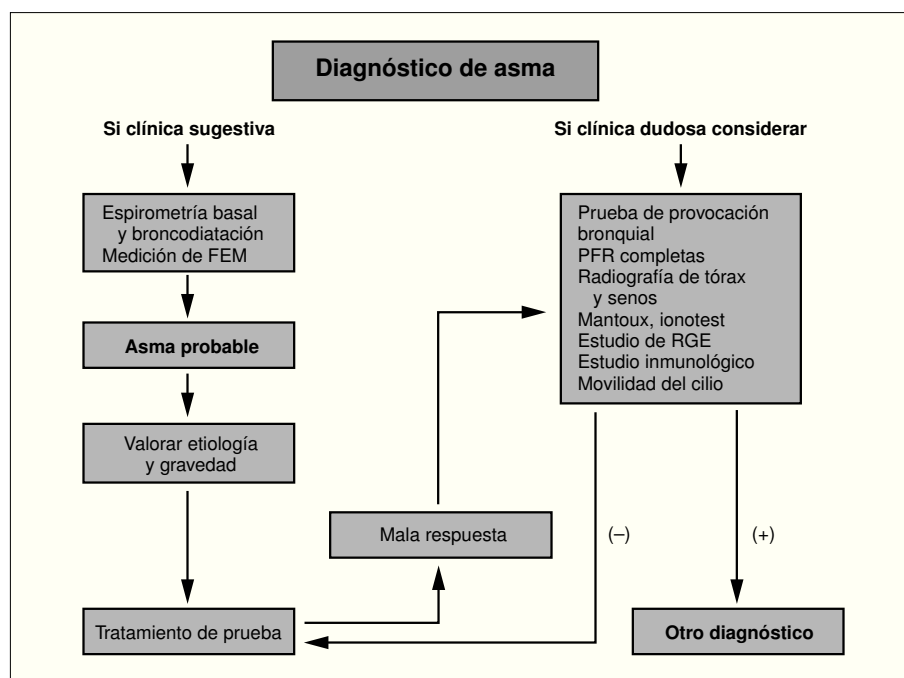 Diagnóstico de asma
Si clínica sugestiva
Espirometría basal
y broncodiatación
Medición de FEM
Asma probable
Valorar etiología
y gravedad
Tratamiento de prueba
Mala respuesta
Si clínica dudosa considerar
Prueba de provocación
bronquial
PFR completas
Radiografía de tórax
y senos
Mantoux, ionotest
Estudio de RGE
Estudio inmunológico
Movilidad del cilio
(–)
(+)
Otro diagnóstico